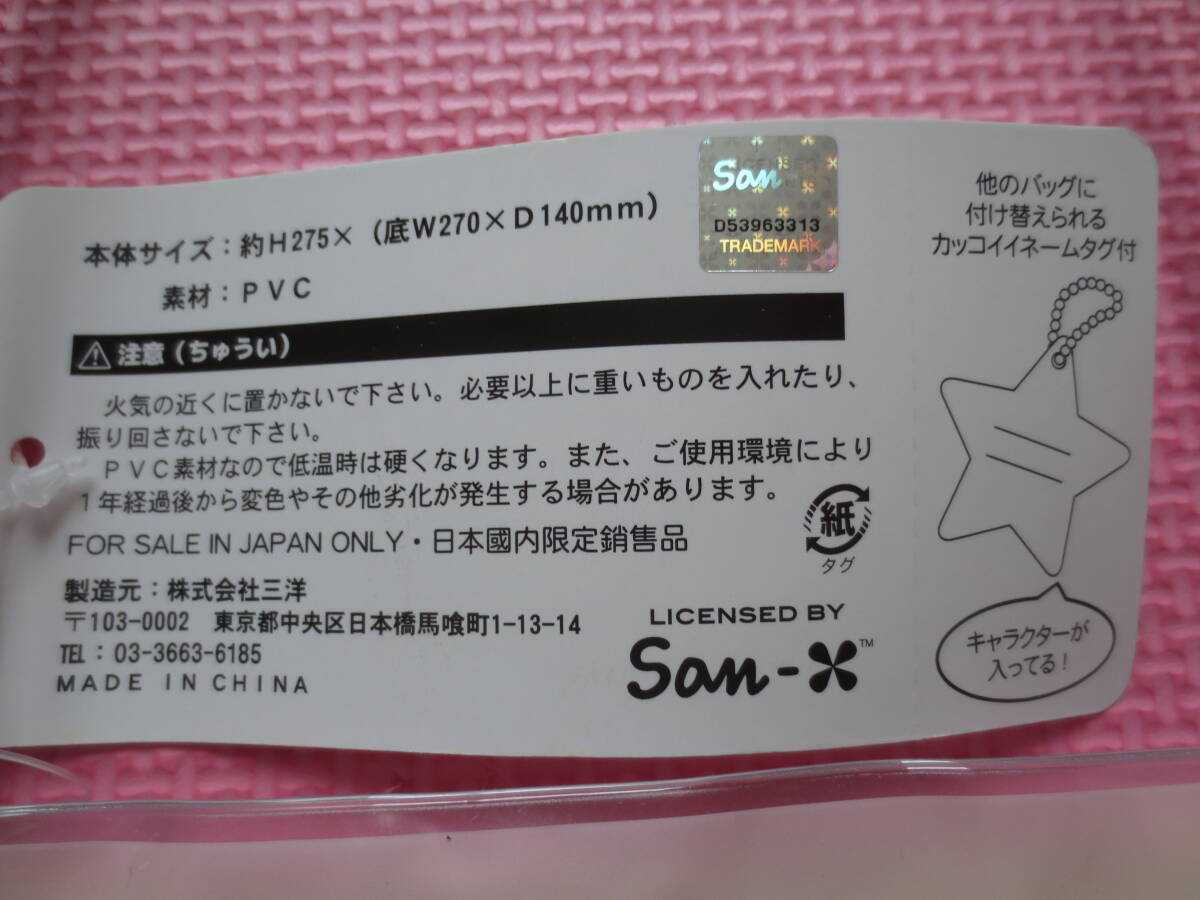 本体サイズ：約H275×（底W270×D140mm）
素材：PVC
注意（ちゅうい）
火気の近くに置かないで下さい。必要以上に重いものを入れたり、
振り回さないで下さい。
PVC素材なので低温時は硬くなります。また、ご使用環境により
1年経過後から変色やその他劣化が発生する場合があります。
FOR SALE IN JAPAN ONLY・日本國内限定銷售品
製造元：株式会社三洋
〒103-0002 東京都中央区日本橋馬喰町1-13-14
TEL：03-3663-6185
MADE IN CHINA
San-
D53963313
TRADEMARK
紙
タグ
LICENSED BY
San-X™
他のバッグに
付け替えられる
カッコイイネームタグ付
キャラクターが
入ってる！